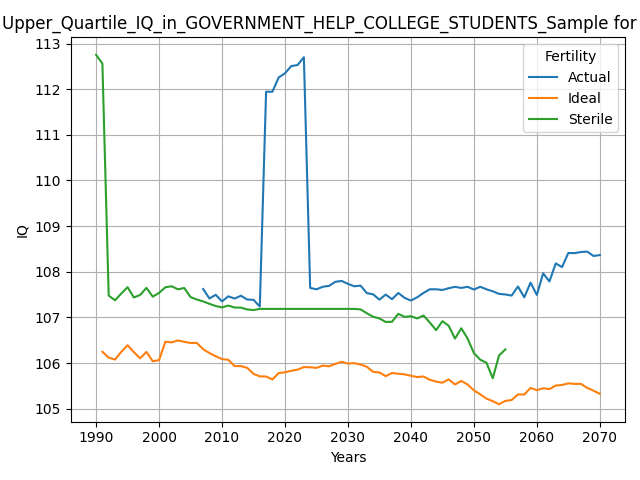 Upper_Quartile_IQ_in_GOVERNMENT_HELP_COLLEGE_STUDENTS_Sample for
113
112
111
110
109
108
107
106
105
IQ
Fertility
Actual
Ideal
Sterile
1990 2000 2010 2020 2030 2040 2050 2060 2070
Years